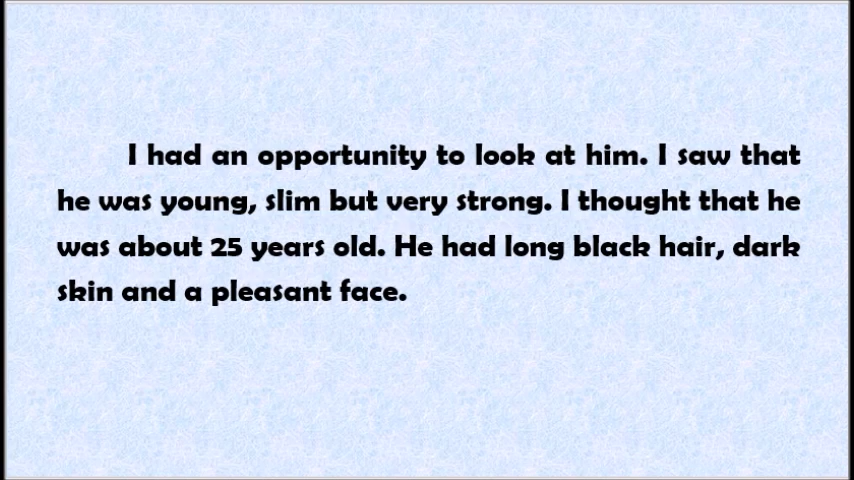 I had an opportunity to look at him. I saw that
he was young, slim but very strong. I thought that he
was about 25 years old. He had long black hair, dark
skin and a pleasant face.